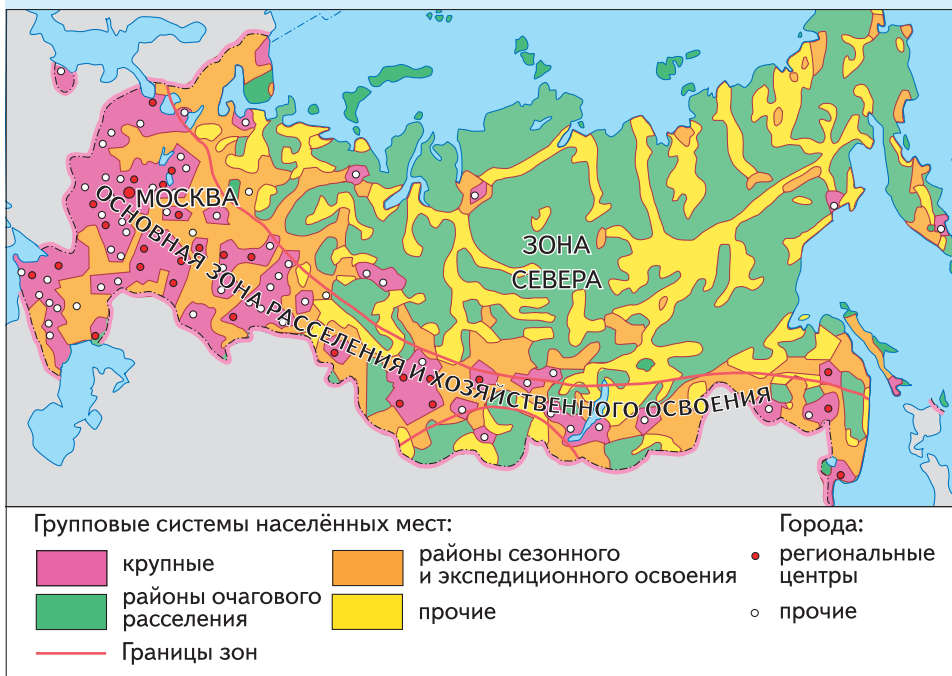 МОСКВА
ОСНОВНАЯ ЗОНА РАССЕЛЕНИЯ И ХОЗЯЙСТВЕННОГО ОСВОЕНИЯ
ЗОНА
СЕВЕРА
Групповые системы населённых мест:
крупные
районы очагового
расселения
Границы зон
районы сезонного
и экспедиционного освоения
прочие
Города:
региональные
центры
прочие